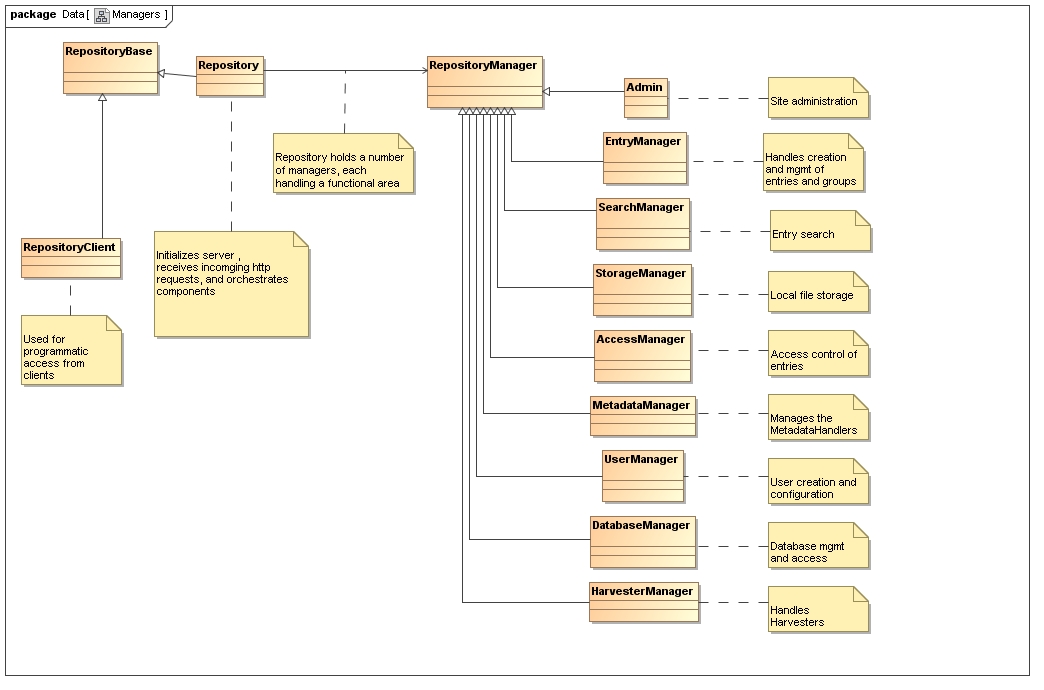 package Data [ Managers ]
RepositoryBase
Repository
RepositoryManager
Admin
Site administration
EntryManager
Handles creation
and mgmt of
entries and groups
Repository holds a number
of managers, each
handling a functional area
SearchManager
Entry search
RepositoryClient
Initializes server ,
receives incomging http
requests, and orchestrates
components
StorageManager
Local file storage
Used for
programmatic
access from
clients
AccessManager
Access control of
entries
MetadataManager
Manages the
MetadataHandlers
UserManager
User creation and
configuration
DatabaseManager
Database mgmt
and access
HarvesterManager
Handles
Harvesters